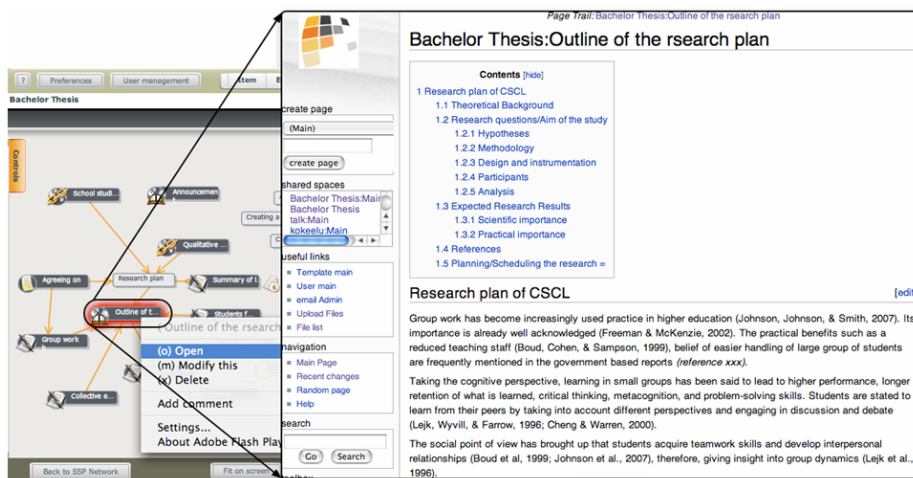 Page Trail: Bachelor Thesis:Outline of the rsearch plan
Bachelor Thesis:Outline of the rsearch plan
? Preferences User management Item E
Bachelor Thesis
Controls
School studi...
Announcemen
Creating a
Qualitative ...
Agreeing on
Research plan
Summary of l...
Outline of t...
Students f...
Group work
Collective e...
( Outline of the rsearch
(o) Open
(m) Modify this
(x) Delete
Add comment
Settings...
About Adobe Flash Play
Back to SSP Network
Fit on screen
create page
(Main)
create page
shared spaces
Bachelor Thesis:Main
Bachelor Thesis
talk:Main
kokeelu:Main
useful links
Template main
User main
email Admin
Upload Files
File list
navigation
Main Page
Recent changes
Random page
Help
search
Go Search
toolbox
Contents [hide]
1 Research plan of CSCL
1.1 Theoretical Background
1.2 Research questions/Aim of the study
1.2.1 Hypotheses
1.2.2 Methodology
1.2.3 Design and instrumentation
1.2.4 Participants
1.2.5 Analysis
1.3 Expected Research Results
1.3.1 Scientific importance
1.3.2 Practical importance
1.4 References
1.5 Planning/Scheduling the research =
Research plan of CSCL [edit
Group work has become increasingly used practice in higher education (Johnson, Johnson, & Smith, 2007). Its
importance is already well acknowledged (Freeman & McKenzie, 2002). The practical benefits such as a
reduced teaching staff (Boud, Cohen, & Sampson, 1999), belief of easier handling of large group of students
are frequently mentioned in the government based reports (reference xxx).
Taking the cognitive perspective, learning in small groups has been said to lead to higher performance, longer
retention of what is learned, critical thinking, metacognition, and problem-solving skills. Students are stated to
learn from their peers by taking into account different perspectives and engaging in discussion and debate
(Lejk, Wyvill, & Farrow, 1996; Cheng & Warren, 2000).
The social point of view has brought up that students acquire teamwork skills and develop interpersonal
relationships (Boud et al, 1999; Johnson et al., 2007), therefore, giving insight into group dynamics (Lejk et al.,
1996).